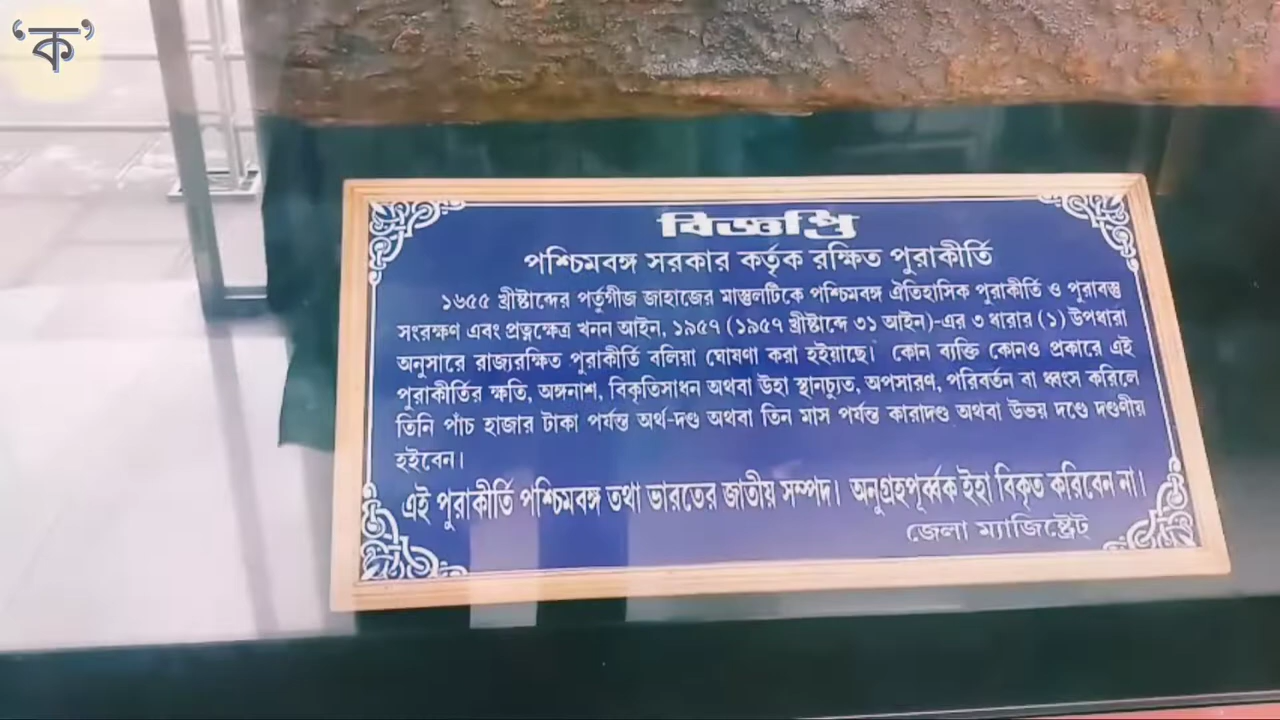 ‘ক’
বিজ্ঞপ্তি
পশ্চিমবঙ্গ সরকার কর্তৃক রক্ষিত পুরাকীর্তি
১৬৫৫ খ্রীষ্টাব্দের পর্তুগীজ জাহাজের মাস্তুলটিকে পশ্চিমবঙ্গ ঐতিহাসিক পুরাকীর্তি ও পুরাবস্তু
সংরক্ষণ এবং প্রত্নক্ষেত্র খনন আইন, ১৯৫৭ (১৯৫৭ খ্রীষ্টাব্দে ৩১ আইন)-এর ৩ ধারার (১) উপধারা
অনুসারে রাজ্যরক্ষিত পুরাকীর্তি বলিয়া ঘোষণা করা হইয়াছে। কোন ব্যক্তি কোনও প্রকারে এই
পুরাকীর্তির ক্ষতি, অঙ্গনাশ, বিকৃতিসাধন অথবা উহা স্থানচ্যুত, অপসারণ, পরিবর্তন বা ধ্বংস করিলে
তিনি পাঁচ হাজার টাকা পর্যন্ত অর্থ-দণ্ড অথবা তিন মাস পর্যন্ত কারাদণ্ড অথবা উভয় দণ্ডে দণ্ডণীয়
হইবেন।
এই পুরাকীর্তি পশ্চিমবঙ্গ তথা ভারতের জাতীয় সম্পদ। অনুগ্রহপূর্ব্বক ইহা বিকৃত করিবেন না।
জেলা ম্যাজিষ্ট্রেট্